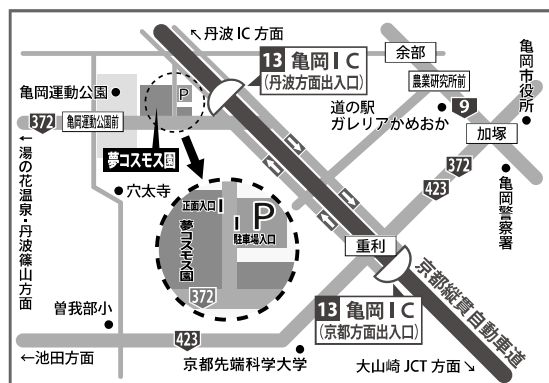 ↖丹波IC方面
13 亀岡IC
(丹波方面出入口)
余部
亀岡市役所
農業研究所前
道の駅
ガレリアかめおか
9
加塚
亀岡運動公園
P
372
亀岡運動公園前
夢コスモス園
372
423
亀岡警察署
←湯の花温泉・丹波篠山方面
穴太寺
正面入口
P
駐車場入口
夢コスモス園
372
重利
13 亀岡IC
(京都方面出入口)
京都縦貫自動車道
曽我部小
423
←池田方面
京都先端科学大学
大山崎JCT方面↘